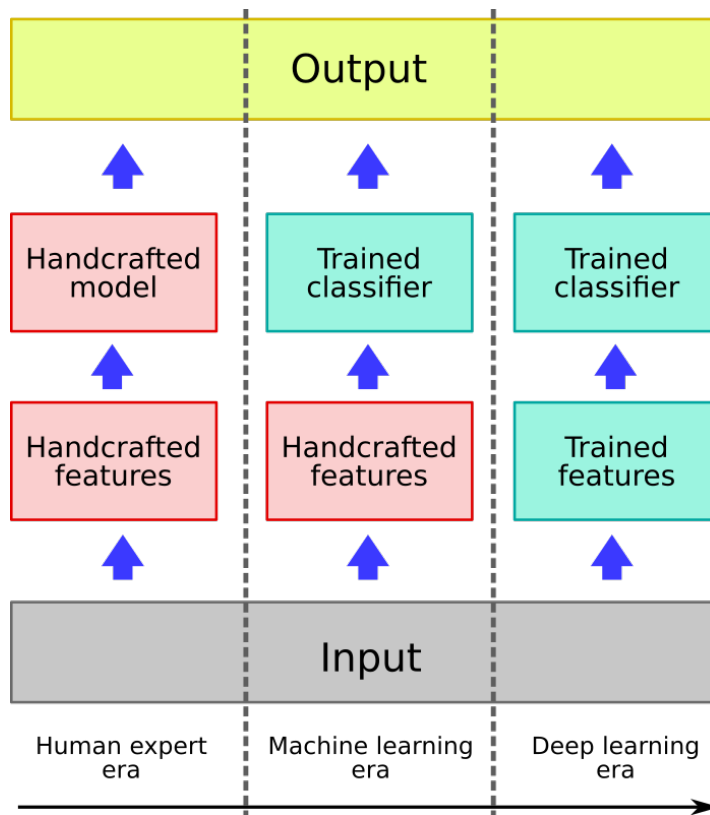 Output
Handcrafted
model
Trained
classifier
Trained
classifier
Handcrafted
features
Handcrafted
features
Trained
features
Input
Human expert
era
Machine learning
era
Deep learning
era